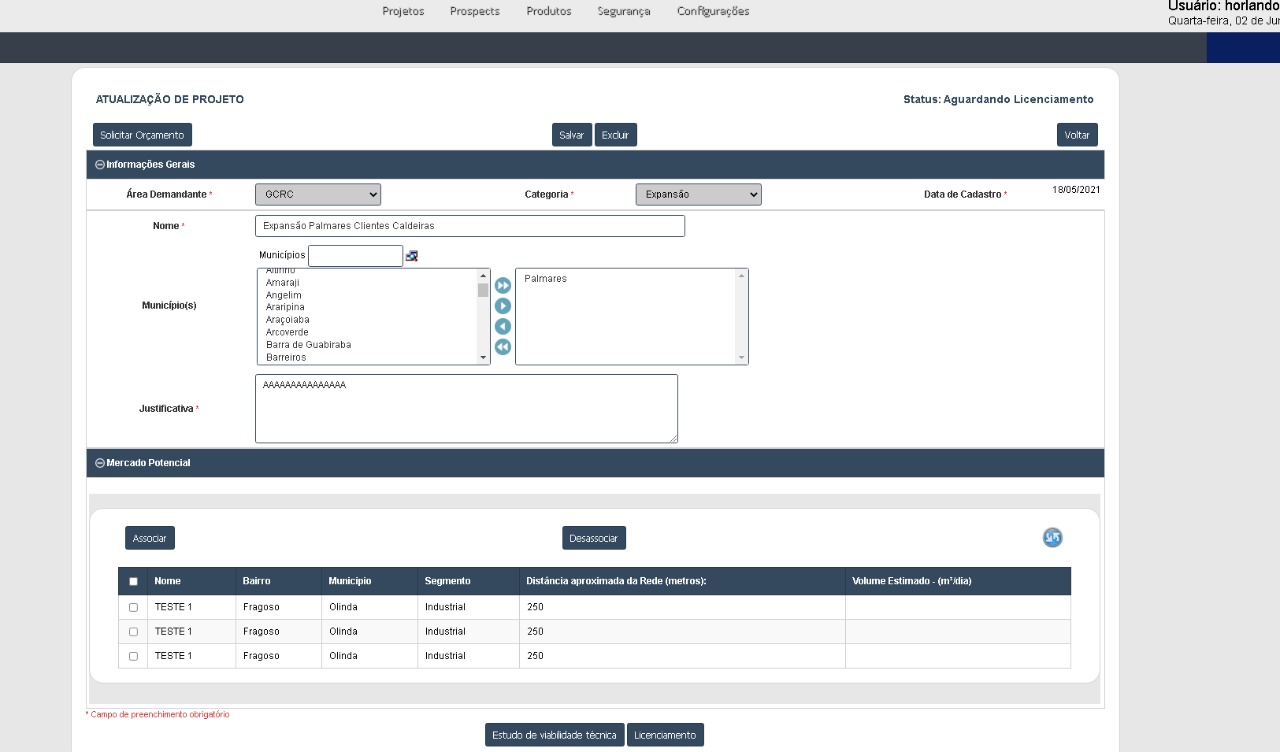 Projetos Prospects Produtos Segurança Configurações
Usuário: horlando
Quarta-feira, 02 de Jun
ATUALIZAÇÃO DE PROJETO
Status: Aguardando Licenciamento
Solicitar Orçamento Salvar Excluir Voltar
Informações Gerais
Área Demandante * GCRC Categoria * Expansão Data de Cadastro * 18/05/2021
Nome * Expansão Palmares Clientes Caldeiras
Municípios
Município(s)
Altinho
Amaraji
Angelim
Araripina
Araçoiaba
Arcoverde
Barra de Guabiraba
Barreiros
Palmares
Justificativa * AAAAAAAAAAAAAAA
Mercado Potencial
Associar Desassociar
Nome Bairro Município Segmento Distância aproximada da Rede (metros): Volume Estimado - (m³/dia)
TESTE 1 Fragoso Olinda Industrial 250
TESTE 1 Fragoso Olinda Industrial 250
TESTE 1 Fragoso Olinda Industrial 250
* Campo de preenchimento obrigatório
Estudo de viabilidade técnica Licenciamento